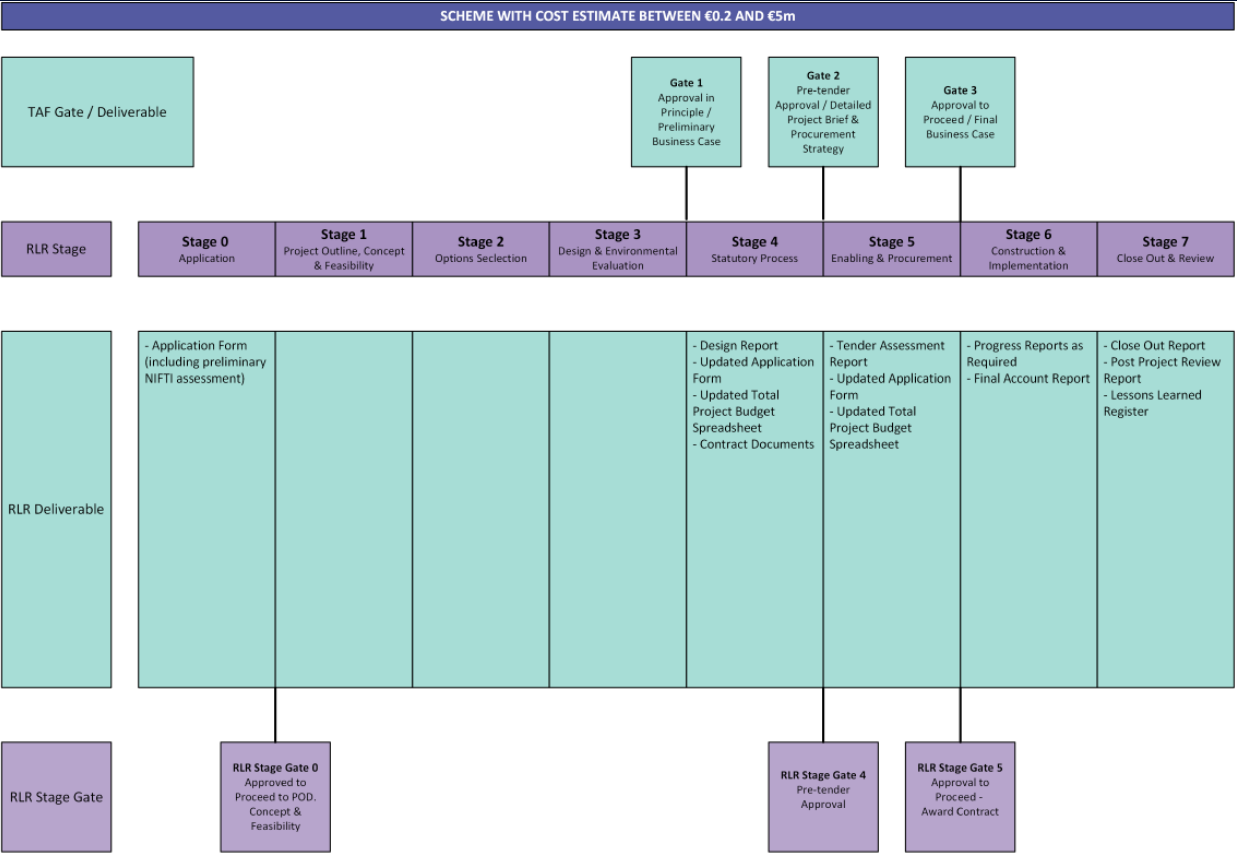 SCHEME WITH COST ESTIMATE BETWEEN €0.2 AND €5m
TAF Gate / Deliverable
Gate 1
Approval in
Principle /
Preliminary
Business Case
Gate 2
Pre-tender
Approval / Detailed
Project Brief &
Procurement
Strategy
Gate 3
Approval to
Proceed / Final
Business Case
RLR Stage
Stage 0
Application
Stage 1
Project Outline, Concept
& Feasibility
Stage 2
Options Seclection
Stage 3
Design & Environmental
Evaluation
Stage 4
Statutory Process
Stage 5
Enabling & Procurement
Stage 6
Construction &
Implementation
Stage 7
Close Out & Review
RLR Deliverable
- Application Form
(including preliminary
NIFTI assessment)
- Design Report
- Updated Application
Form
- Updated Total
Project Budget
Spreadsheet
- Contract Documents
- Tender Assessment
Report
- Updated Application
Form
- Updated Total
Project Budget
Spreadsheet
- Progress Reports as
Required
- Final Account Report
- Close Out Report
- Post Project Review
Report
- Lessons Learned
Register
RLR Stage Gate
RLR Stage Gate 0
Approved to
Proceed to POD.
Concept &
Feasibility
RLR Stage Gate 4
Pre-tender
Approval
RLR Stage Gate 5
Approval to
Proceed -
Award Contract